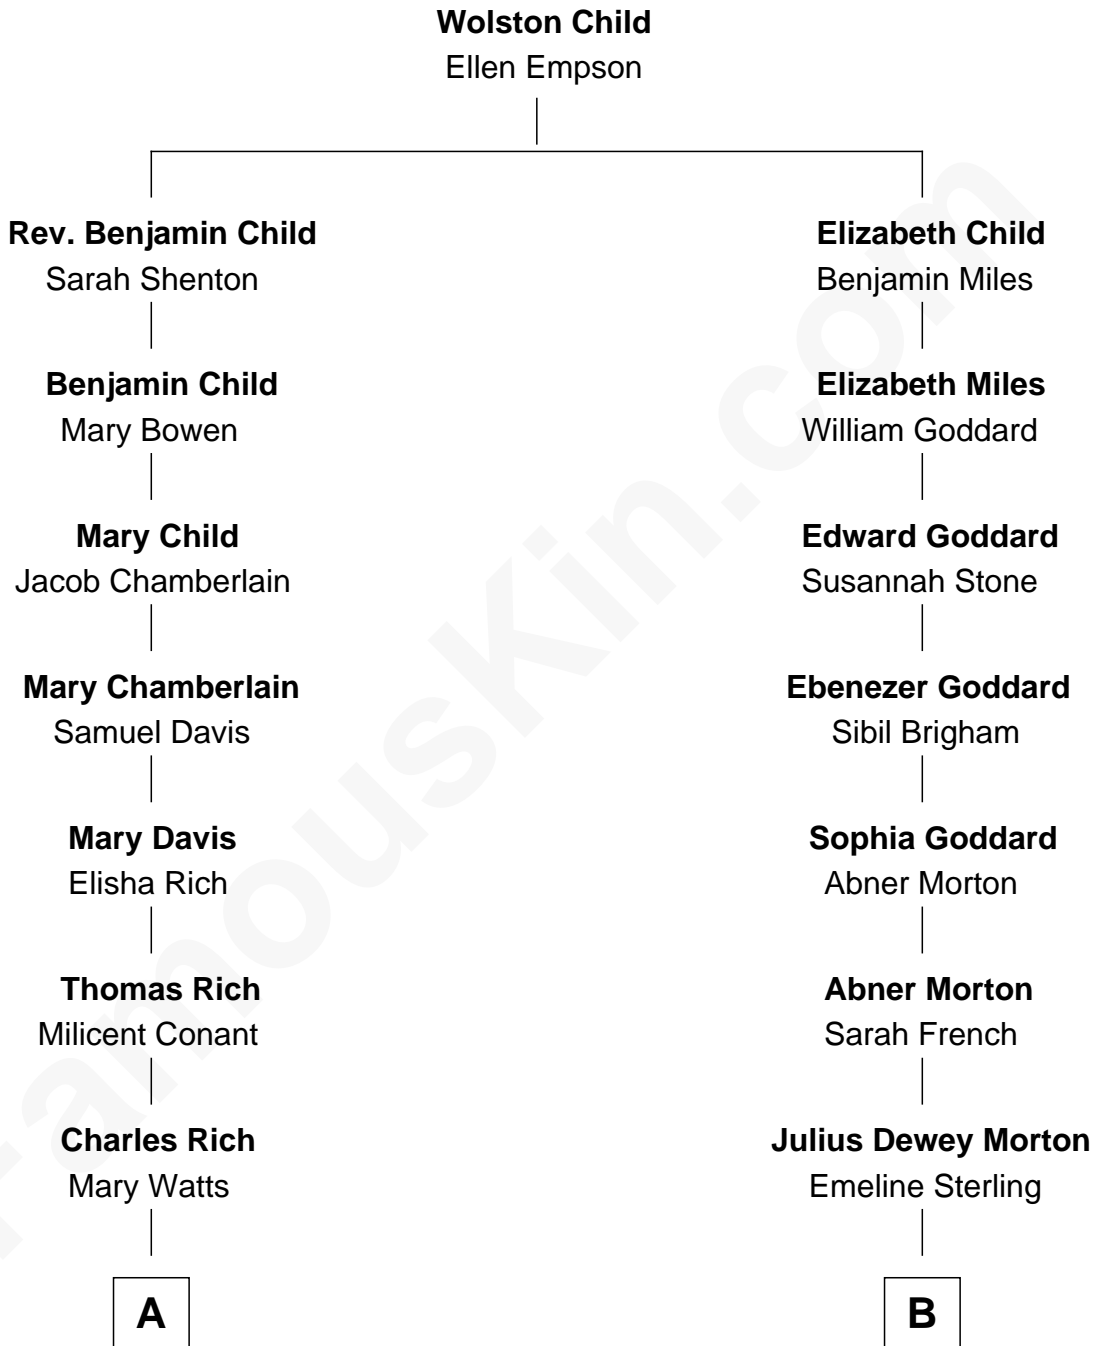 Wolston Child
Ellen Empson
Rev. Benjamin Child
Sarah Shenton
Elizabeth Child
Benjamin Miles
Benjamin Child
Mary Bowen
Elizabeth Miles
William Goddard
Mary Child
Jacob Chamberlain
Edward Goddard
Susannah Stone
Mary Chamberlain
Samuel Davis
Ebenezer Goddard
Sibil Brigham
Mary Davis
Elisha Rich
Sophia Goddard
Abner Morton
Thomas Rich
Milicent Conant
Abner Morton
Sarah French
Charles Rich
Mary Watts
Julius Dewey Morton
Emeline Sterling
A
B
FamousKin.com